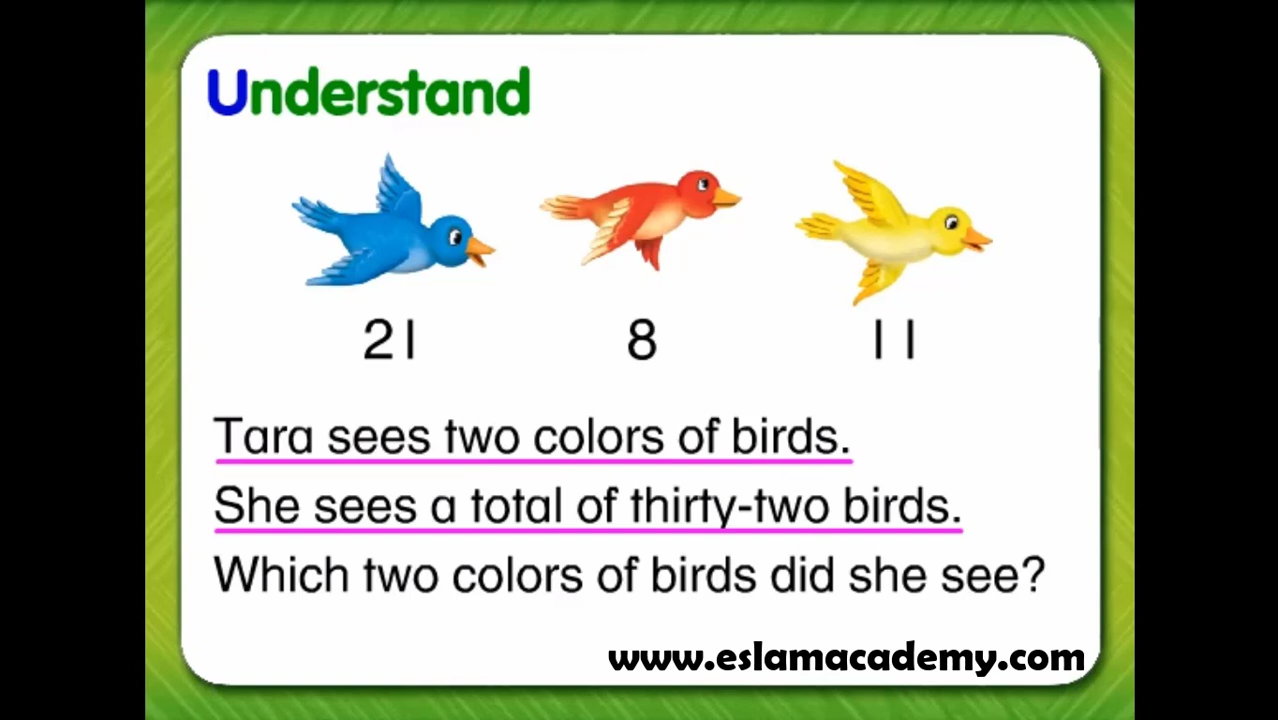 Understand
21 8 11
Tara sees two colors of birds.
She sees a total of thirty-two birds.
Which two colors of birds did she see?
www.eslamacademy.com